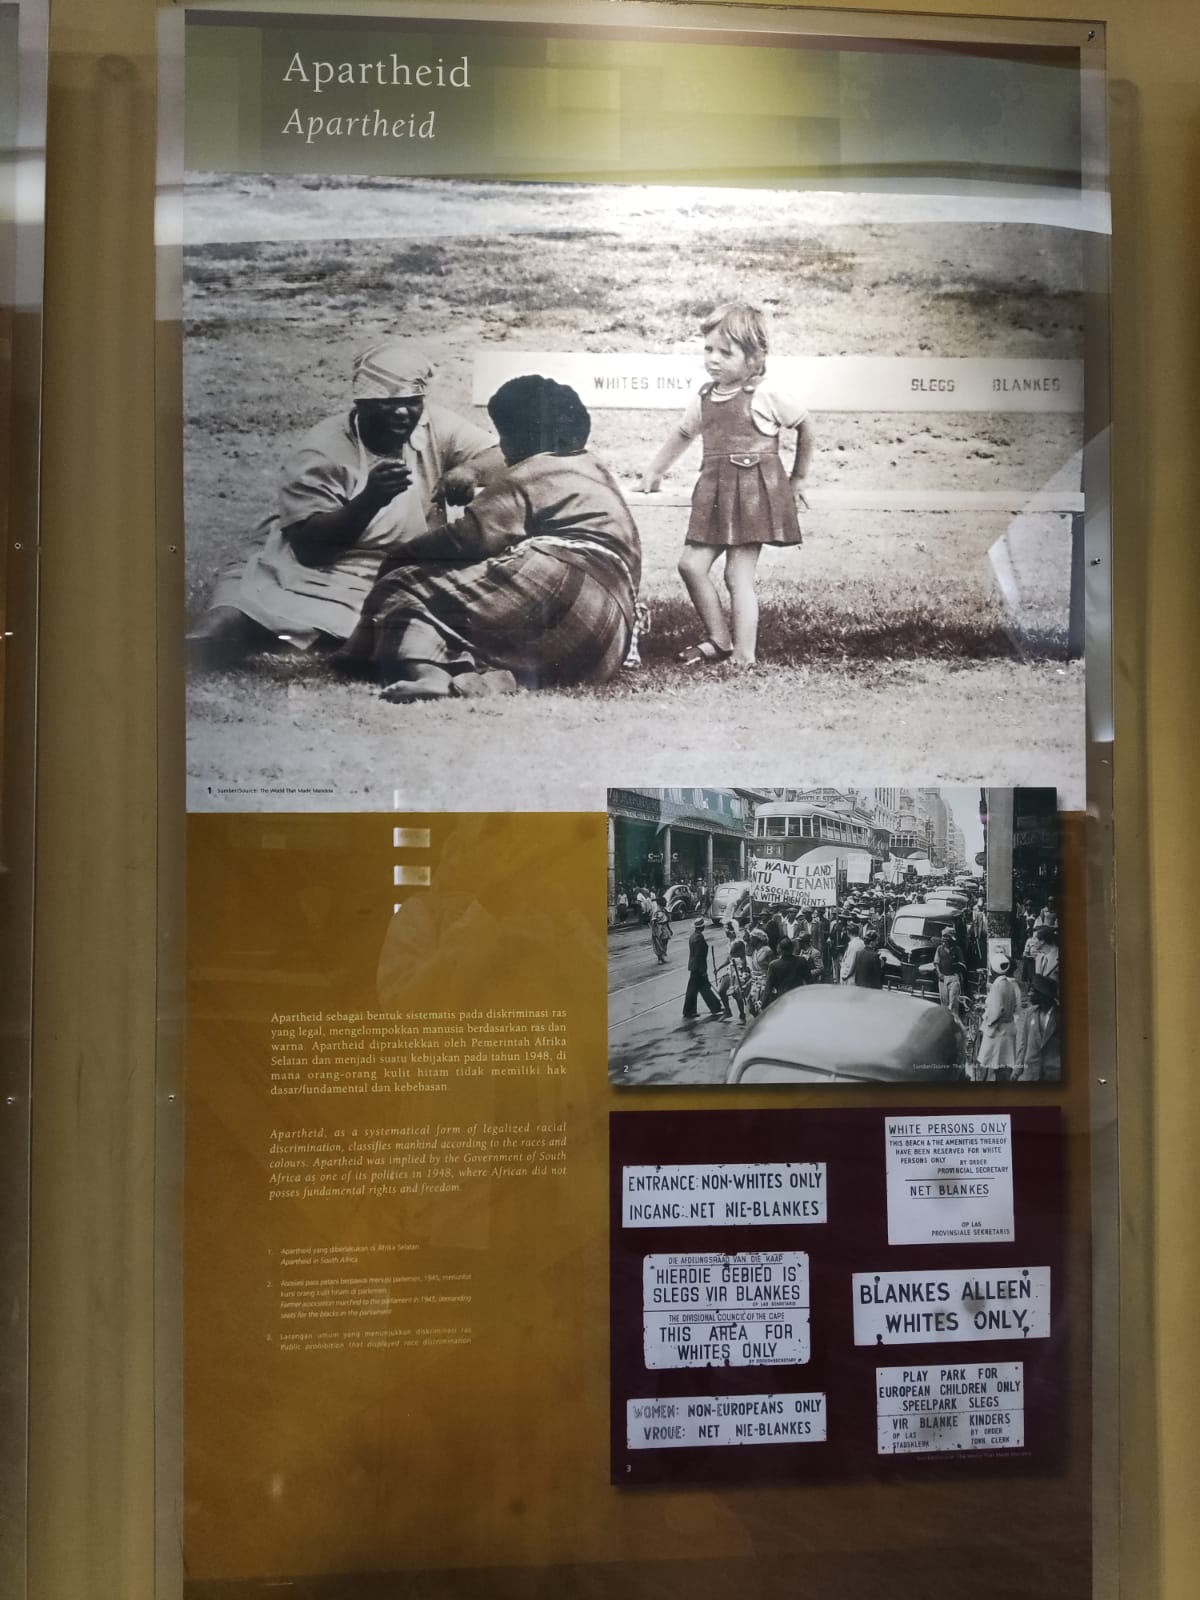 Apartheid
Apartheid
WHITES ONLY
SLEGS BLANKES
1 Sumber/Source: The World That Made Mandela
WANT LAND
NTU TENANT
ASSOCIATION
WITH HIGH RENTS
2
Sumber/Source: The World That Made Mandela
Apartheid sebagai bentuk sistematis pada diskriminasi ras
yang legal, mengelompokkan manusia berdasarkan ras dan
warna. Apartheid dipraktekkan oleh Pemerintah Afrika
Selatan dan menjadi suatu kebijakan pada tahun 1948, di
mana orang-orang kulit hitam tidak memiliki hak
dasar/fundamental dan kebebasan.
Apartheid, as a systematical form of legalized racial
discrimination, classifies mankind according to the races and
colours. Apartheid was implied by the Government of South
Africa as one of its politics in 1948, where African did not
posses fundamental rights and freedom.
1. Apartheid yang diberlakukan di Afrika Selatan
Apartheid in South Africa
2. Asosiasi para petani berbaris menuju parlemen, 1945, menuntut
kursi orang kulit hitam di parlemen
Farmer association marched to the parliament in 1945, demanding
seats for the blacks in the parliament
3. Larangan umum yang menunjukkan diskriminasi ras
Public prohibition that displayed race discrimination
ENTRANCE: NON-WHITES ONLY
INGANG: NET NIE-BLANKES
WHITE PERSONS ONLY
THIS BEACH & THE AMENITIES THEREOF
HAVE BEEN RESERVED FOR WHITE
PERSONS ONLY
BY ORDER
PROVINCIAL SECRETARY
NET BLANKES
OP LAS
PROVINSIALE SEKRETARIS
DIE AFDELINGSRAAD VAN DIE KAAP
HIERDIE GEBIED IS
SLEGS VIR BLANKES
OP LAS SEKRETARIS
THE DIVISIONAL COUNCIL OF THE CAPE
THIS AREA FOR
WHITES ONLY
BY ORDER SECRETARY
BLANKES ALLEEN
WHITES ONLY
WOMEN: NON-EUROPEANS ONLY
VROUE: NET NIE-BLANKES
PLAY PARK FOR
EUROPEAN CHILDREN ONLY
SPEELPARK SLEGS
VIR BLANKE KINDERS
OP LAS BY ORDER
STADSKLERK TOWN CLERK
3
Sumber/Source: The World That Made Mandela